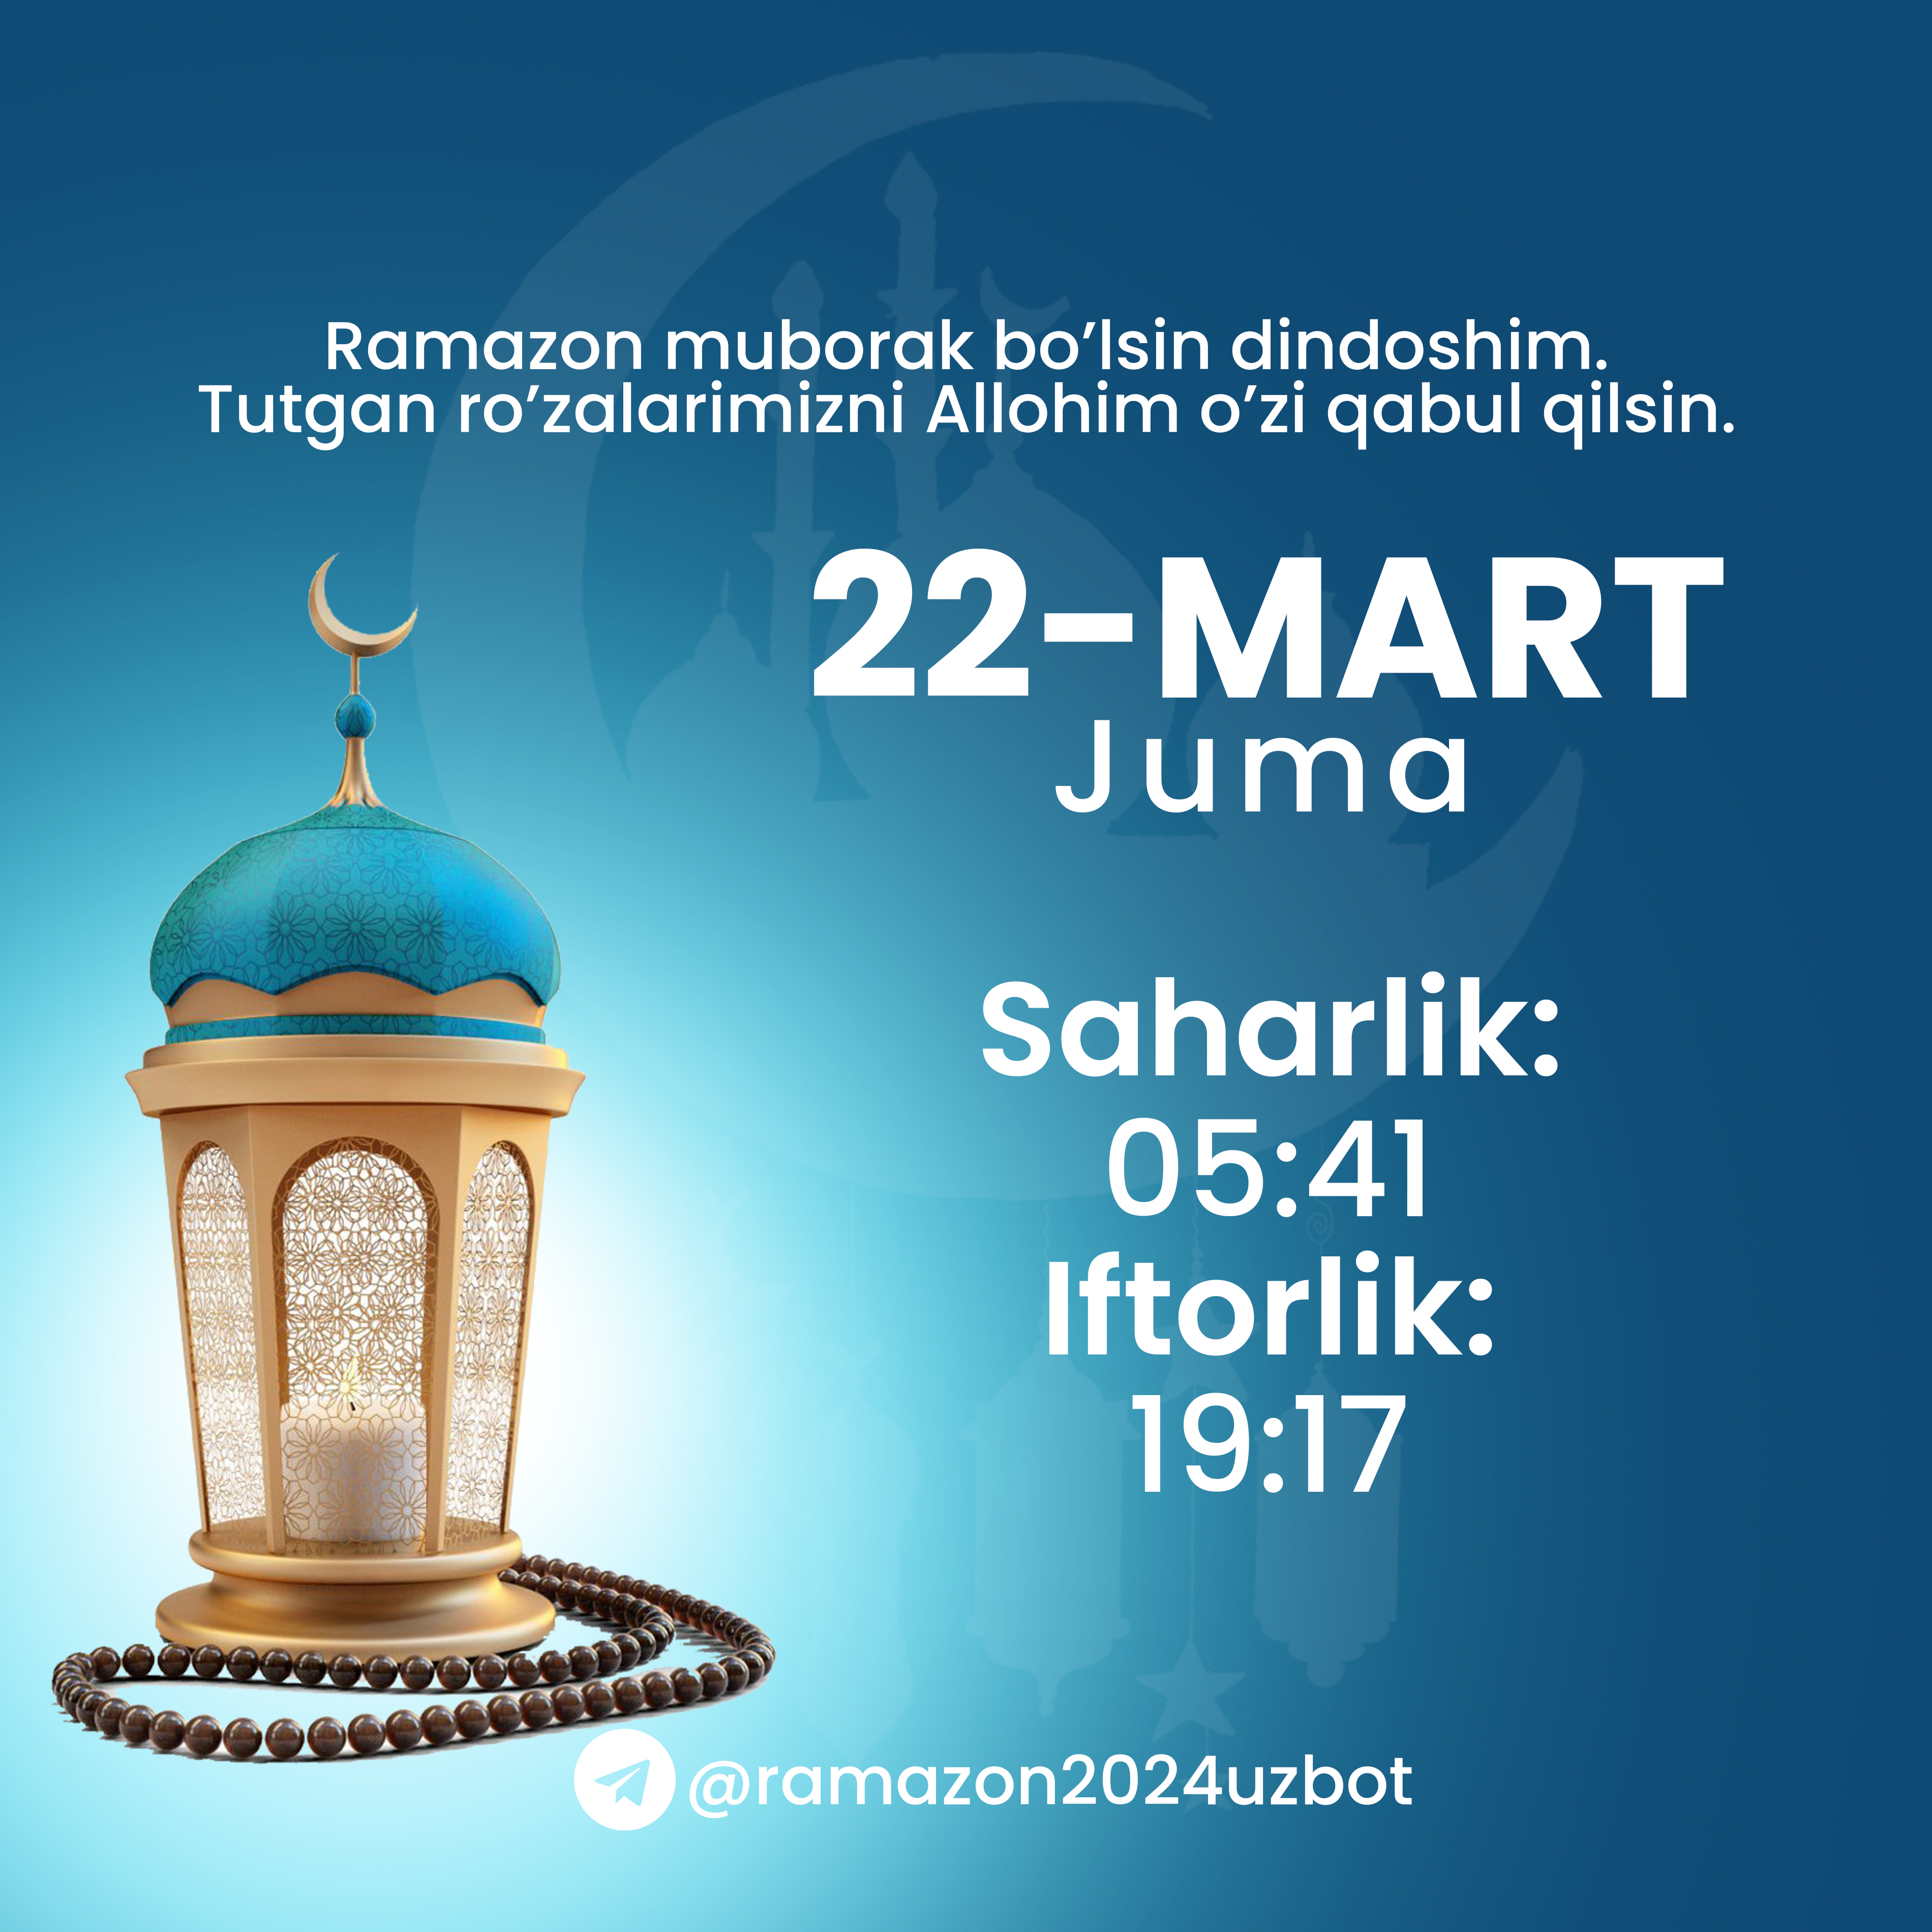 Ramazon muborak bo’lsin dindoshim.
Tutgan ro’zalarimizni Allohim o’zi qabul qilsin.
22-MART
Juma
Saharlik:
05:41
Iftorlik:
19:17
@ramazon2024uzbot